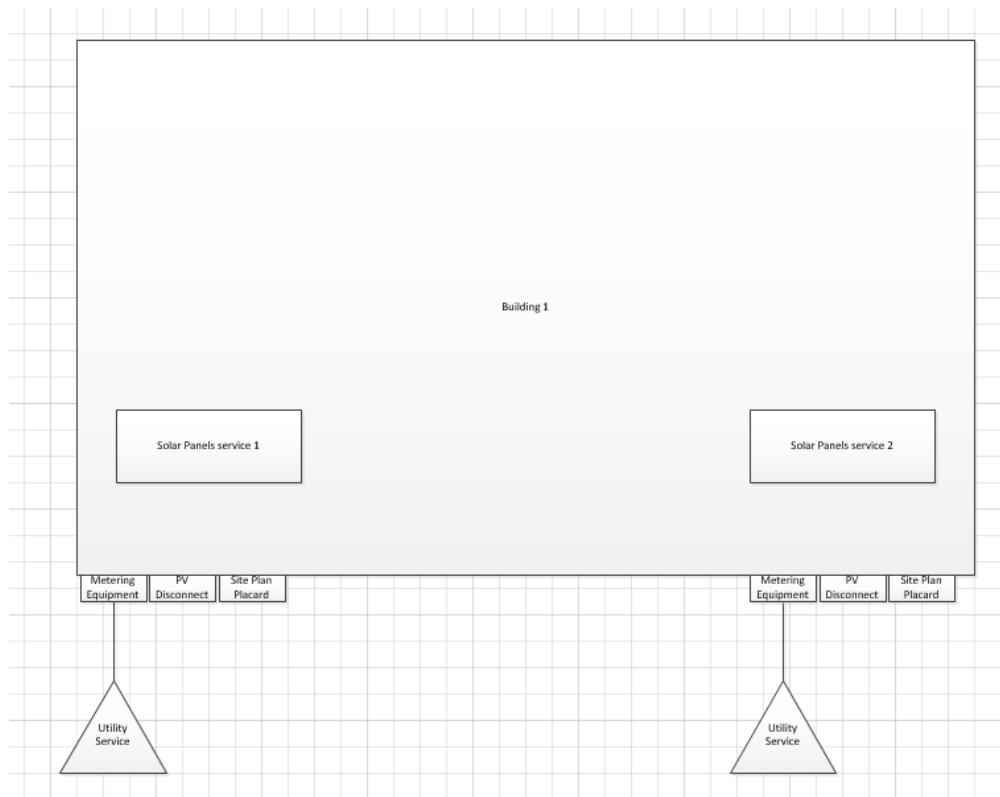 Building 1
Solar Panels service 1
Solar Panels service 2
Metering
Equipment
PV
Disconnect
Site Plan
Placard
Metering
Equipment
PV
Disconnect
Site Plan
Placard
Utility
Service
Utility
Service